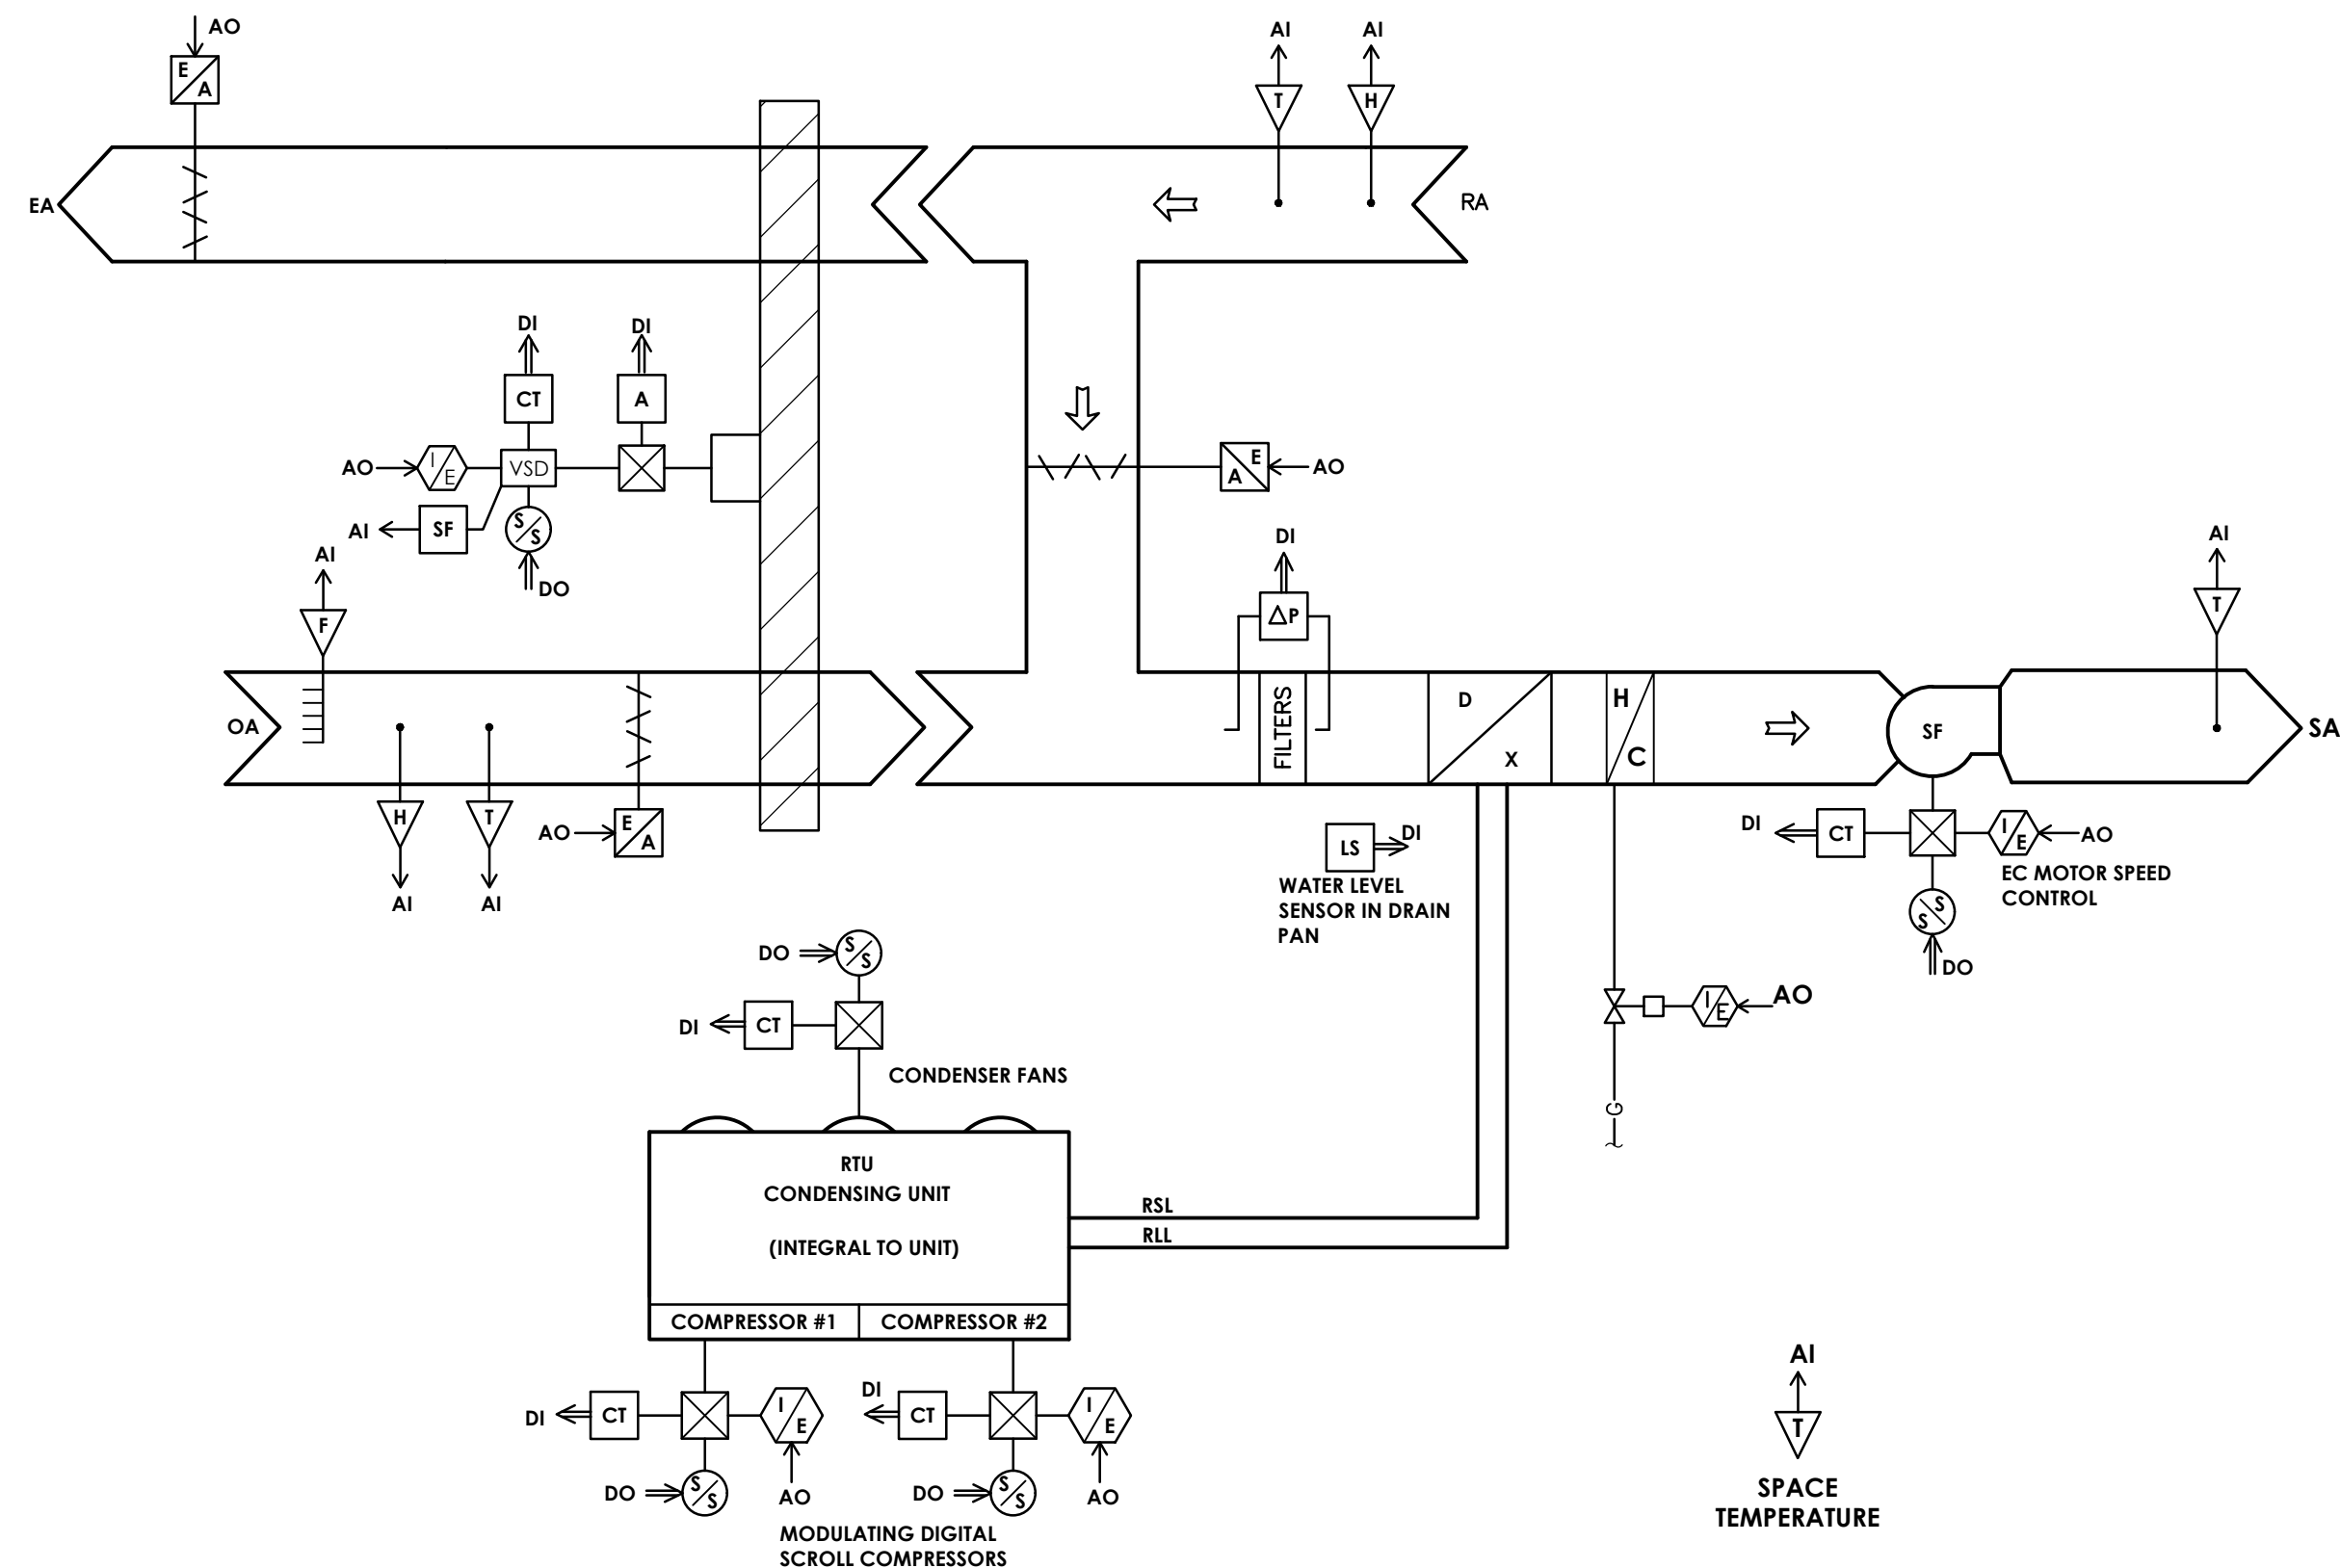 AO
E
A
AI
AI
T
H
EA
RA
DI
DI
CT
A
AO
I
E
VSD
AI
SF
S
S
DO
E
A
AO
AI
F
DI
△P
AI
T
OA
FILTERS
D
X
H
C
SF
SA
H
T
AI
AI
AO
E
A
LS
DI
WATER LEVEL
SENSOR IN DRAIN
PAN
DI
CT
I
E
AO
EC MOTOR SPEED
CONTROL
S
S
DO
DO
S
S
DI
CT
CONDENSER FANS
I
E
AO
G
RTU
CONDENSING UNIT
(INTEGRAL TO UNIT)
RSL
RLL
COMPRESSOR #1
COMPRESSOR #2
DI
CT
I
E
DO
S
S
AO
DI
CT
I
E
DO
S
S
AO
MODULATING DIGITAL
SCROLL COMPRESSORS
AI
T
SPACE
TEMPERATURE